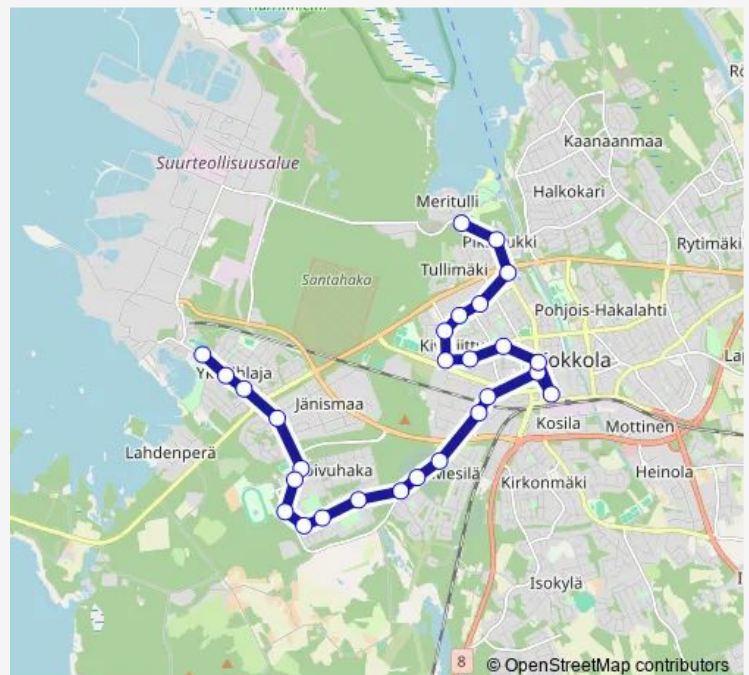 Kaanaanmaa
Suurteollisuusalue
Halkokari
Meritulli
Rytimäki
Tullimäki
Santahaka
Pohjois-Hakalahti
Jänismaa
Kosila
Mottinen
Lahdenperä
Heinola
Kirkonmäki
Isokylä
8
© OpenStreetMap contributors